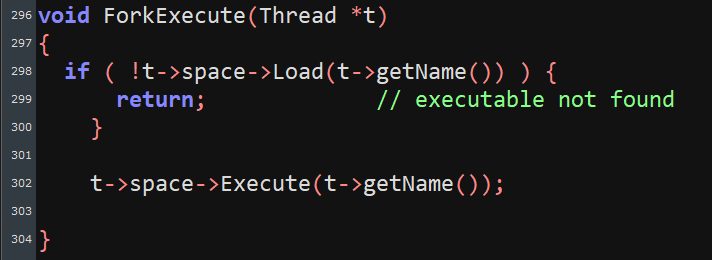 296 void ForkExecute(Thread *t)
297 {
298   if ( !t->space->Load(t->getName()) ) {
299       return;             // executable not found
300     }
301
302     t->space->Execute(t->getName());
303
304 }